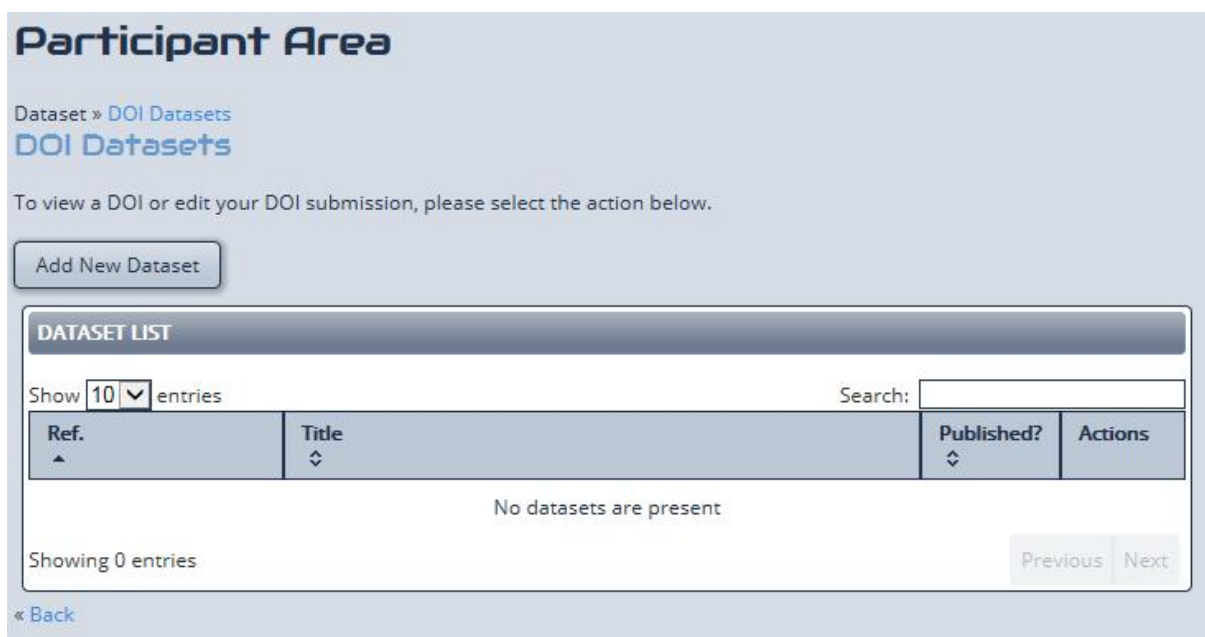 Participant Area
Dataset » DOI Datasets
DOI Datasets
To view a DOI or edit your DOI submission, please select the action below.
Add New Dataset
DATASET LIST
Show 10 entries Search:
Ref. Title Published? Actions
No datasets are present
Showing 0 entries Previous Next
« Back